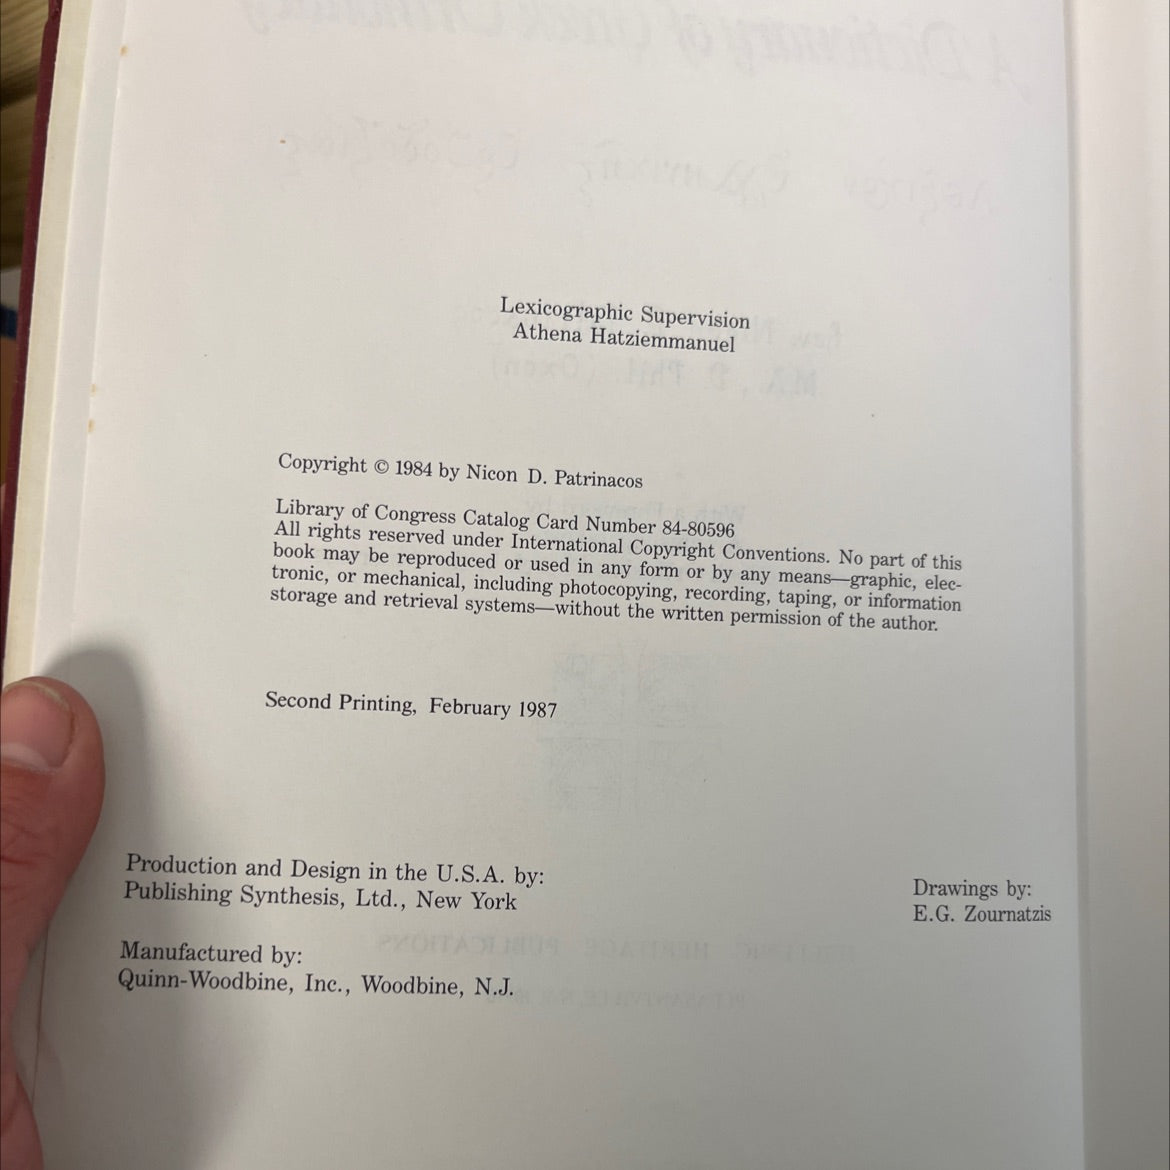 Lexicographic Supervision
Athena Hatziemmanuel
Copyright © 1984 by Nicon D. Patrinacos
Library of Congress Catalog Card Number 84-80596
All rights reserved under International Copyright Conventions. No part of this
book may be reproduced or used in any form or by any means—graphic, elec-
tronic, or mechanical, including photocopying, recording, taping, or information
storage and retrieval systems—without the written permission of the author.
Second Printing, February 1987
Production and Design in the U.S.A. by:
Publishing Synthesis, Ltd., New York
Drawings by:
E.G. Zournatzis
Manufactured by:
Quinn-Woodbine, Inc., Woodbine, N.J.